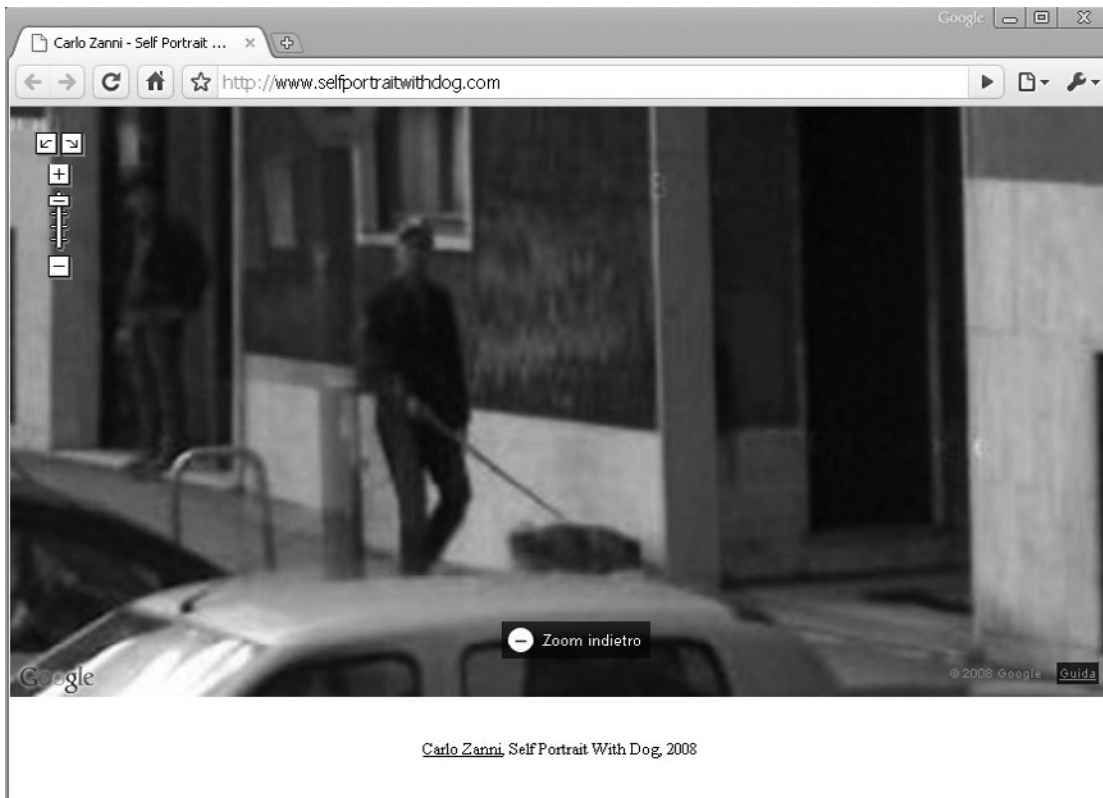 Google
Carlo Zanni - Self Portrait ...
http://www.selfportraitwithdog.com
Zoom indietro
Google
© 2008 Google Guida
Carlo Zanni, Self Portrait With Dog, 2008